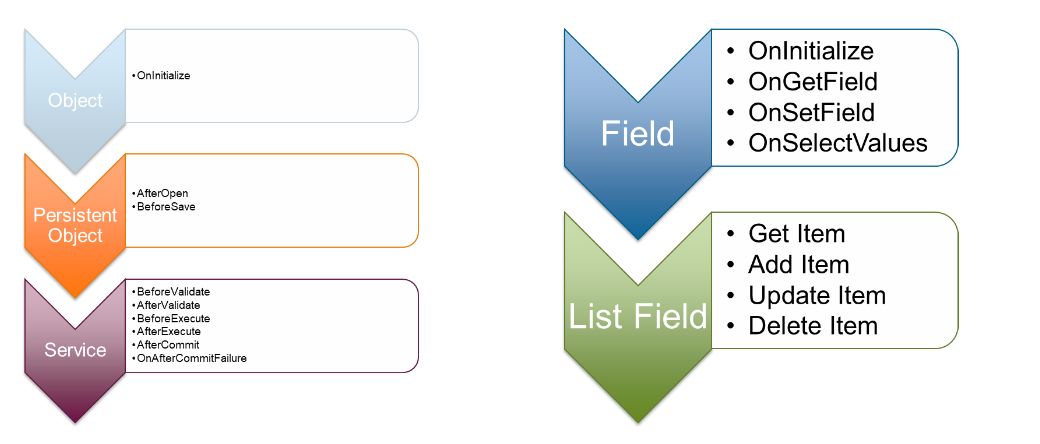 Object
•OnInitialize
Persistent
Object
•AfterOpen
•BeforeSave
Service
•BeforeValidate
•AfterValidate
•BeforeExecute
•AfterExecute
•AfterCommit
•OnAfterCommitFailure
Field
• OnInitialize
• OnGetField
• OnSetField
• OnSelectValues
List Field
• Get Item
• Add Item
• Update Item
• Delete Item